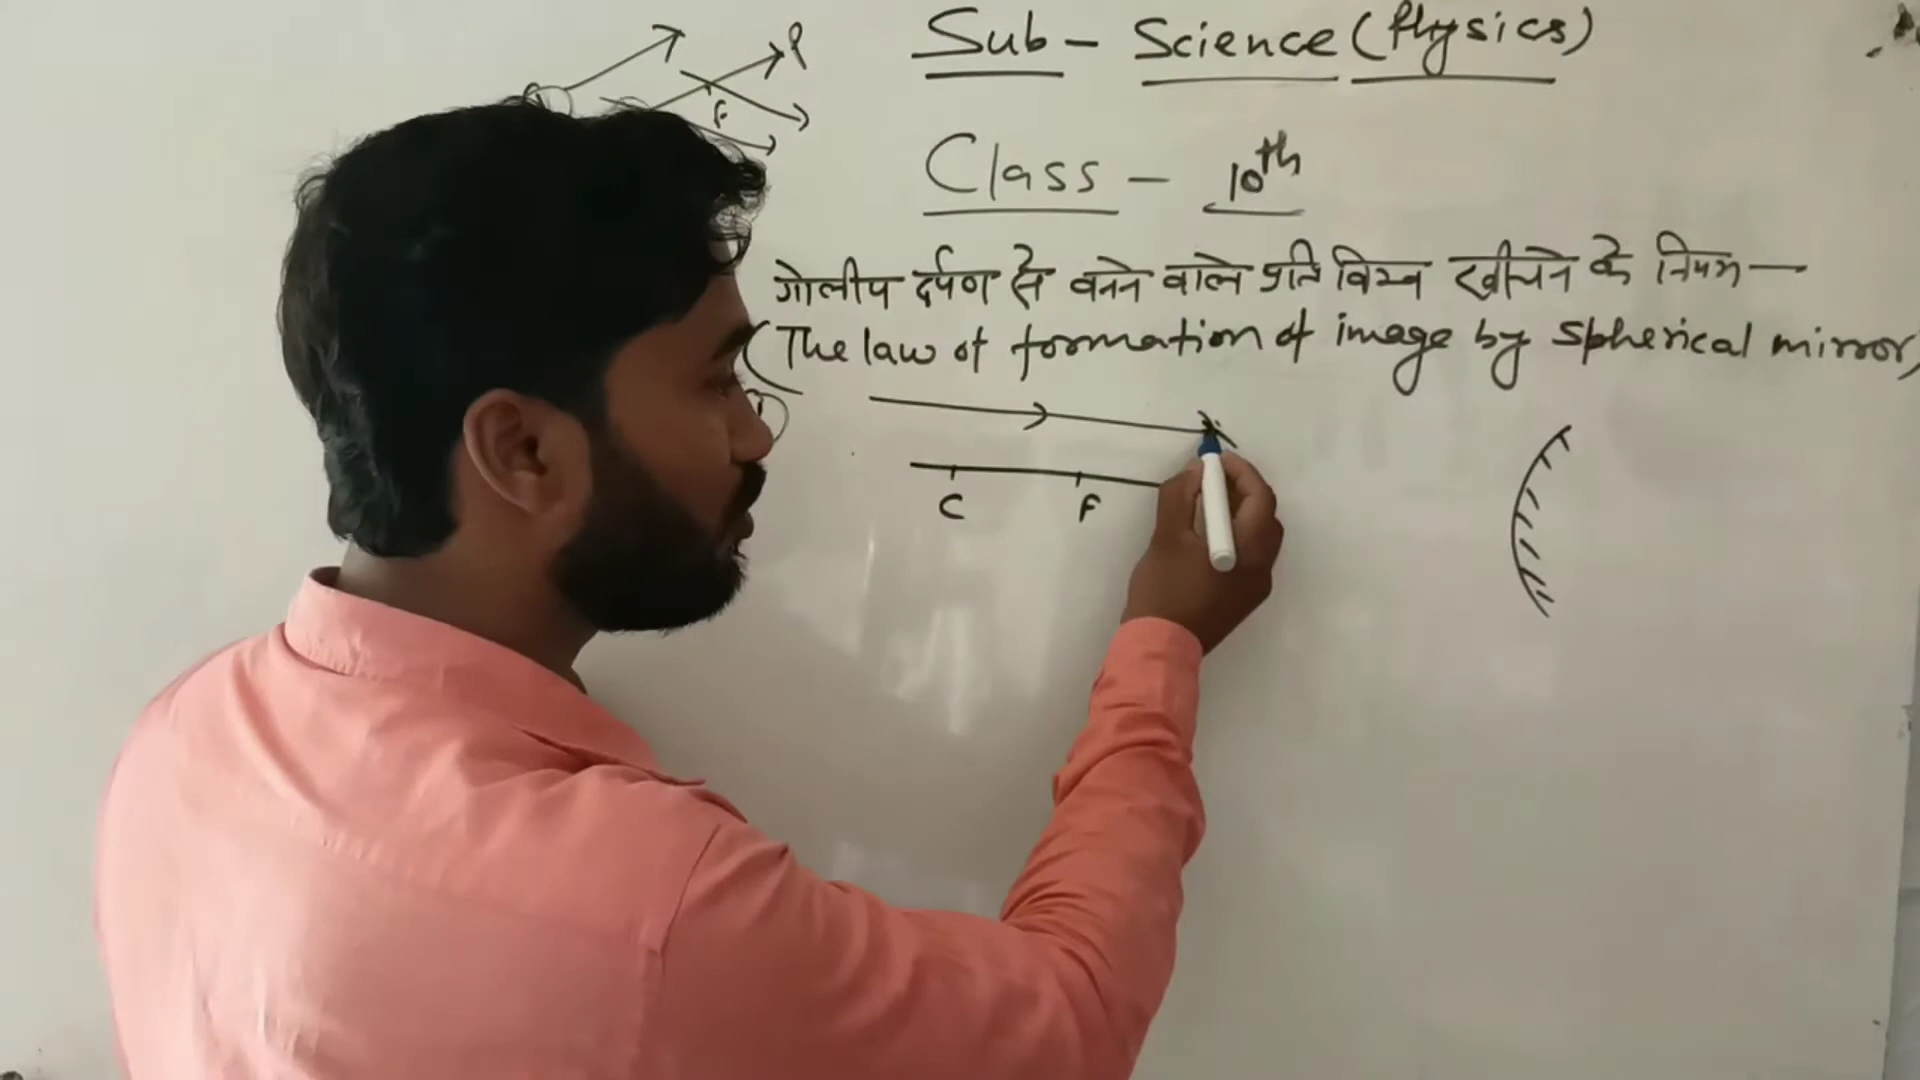 P
F
Sub - Science (Physics)
Class - 10th
गोलीय दर्पण से बनने वाले प्रति बिम्ब खींचने के नियम —
(The law of formation of image by Spherical mirror)
C F